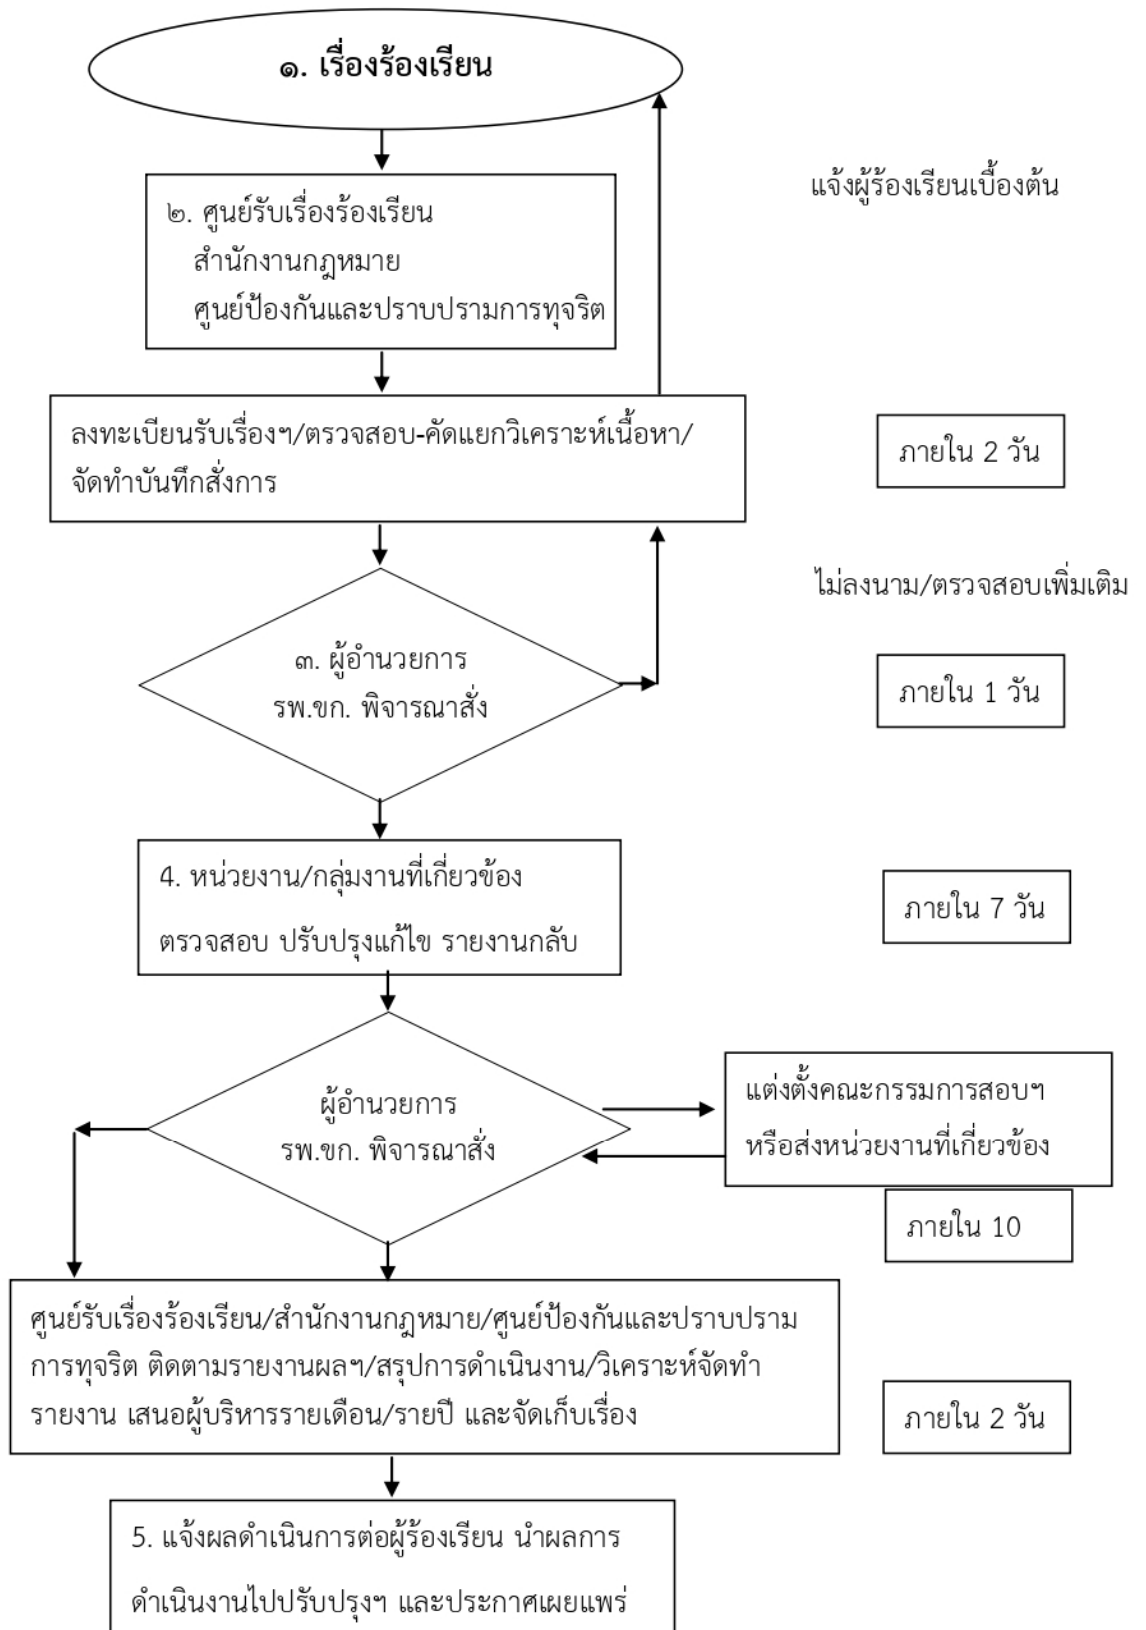 ๑. เรื่องร้องเรียน
แจ้งผู้ร้องเรียนเบื้องต้น
๒. ศูนย์รับเรื่องร้องเรียน
สำนักงานกฎหมาย
ศูนย์ป้องกันและปราบปรามการทุจริต
ลงทะเบียนรับเรื่องฯ/ตรวจสอบ-คัดแยกวิเคราะห์เนื้อหา/
จัดทำบันทึกสั่งการ
ภายใน 2 วัน
ไม่ลงนาม/ตรวจสอบเพิ่มเติม
๓. ผู้อำนวยการ
รพ.ขก. พิจารณาสั่ง
ภายใน 1 วัน
4. หน่วยงาน/กลุ่มงานที่เกี่ยวข้อง
ตรวจสอบ ปรับปรุงแก้ไข รายงานกลับ
ภายใน 7 วัน
ผู้อำนวยการ
รพ.ขก. พิจารณาสั่ง
แต่งตั้งคณะกรรมการสอบฯ
หรือส่งหน่วยงานที่เกี่ยวข้อง
ภายใน 10
ศูนย์รับเรื่องร้องเรียน/สำนักงานกฎหมาย/ศูนย์ป้องกันและปราบปราม
การทุจริต ติดตามรายงานผลฯ/สรุปการดำเนินงาน/วิเคราะห์จัดทำ
รายงาน เสนอผู้บริหารรายเดือน/รายปี และจัดเก็บเรื่อง
ภายใน 2 วัน
5. แจ้งผลดำเนินการต่อผู้ร้องเรียน นำผลการ
ดำเนินงานไปปรับปรุงฯ และประกาศเผยแพร่